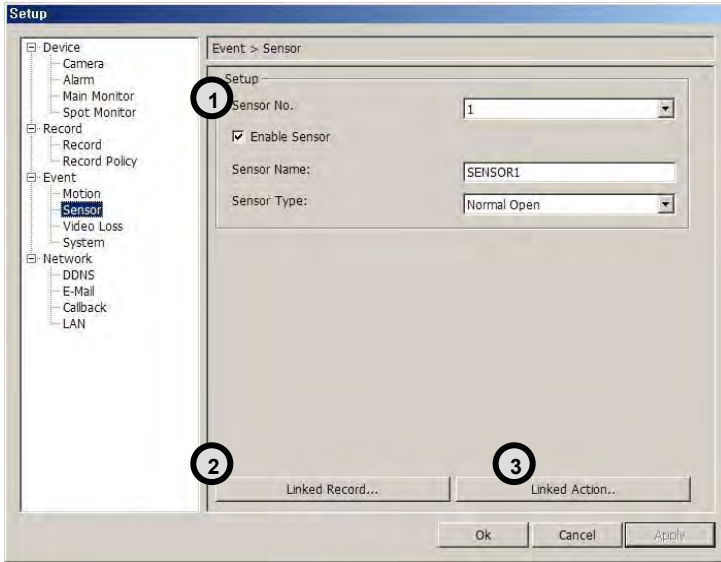 Setup
Device
Camera
Alarm
Main Monitor
Spot Monitor
Record
Record
Record Policy
Event
Motion
Sensor
Video Loss
System
Network
DDNS
E-Mail
Callback
LAN
Event > Sensor
Setup
1
Sensor No.
1
Enable Sensor
Sensor Name:
SENSOR1
Sensor Type:
Normal Open
2
3
Linked Record...
Linked Action..
Ok
Cancel
Apply